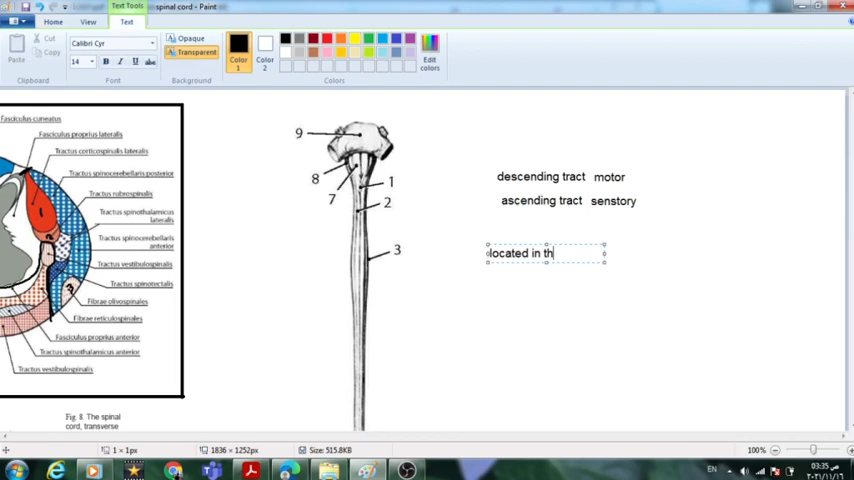 Text Tools
spinal cord - Paint
Home
View
Text
Cut
Copy
Paste
Clipboard
Calibri Cyr
14
B
I
U
abc
Font
Opaque
Transparent
Background
Color
1
Color
2
Edit
colors
Colors
Fasciculus cuneatus
Fasciculus proprius lateralis
Tractus corticospinalis lateralis
Tractus spinocerebellaris posterior
Tractus rubrospinalis
Tractus spinothalamicus
lateralis
Tractus spinocerebellaris
anterior
Tractus vestibulospinalis
Tractus spinotectalis
Fibrae olivospinales
Fibrae reticulospinales
Fasciculus proprius anterior
Tractus spinothalamicus anterior
Tractus vestibulospinalis
Fig. 8. The spinal
cord, transverse
9
8
7
1
2
3
descending tract motor
ascending tract senstory
located in th
1 × 1px
1836 × 1252px
Size: 515.8KB
100%
EN
03:35 ص
٢٠٢١/١١/١٦